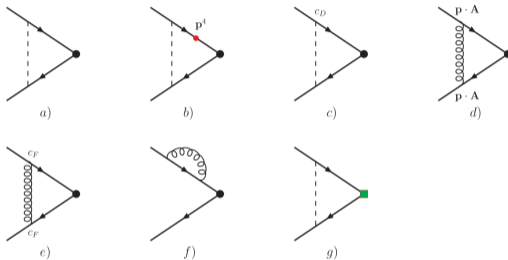 p⁴
c_D
p · A
p · A
a)
b)
c)
d)
c_F
c_F
e)
f)
g)